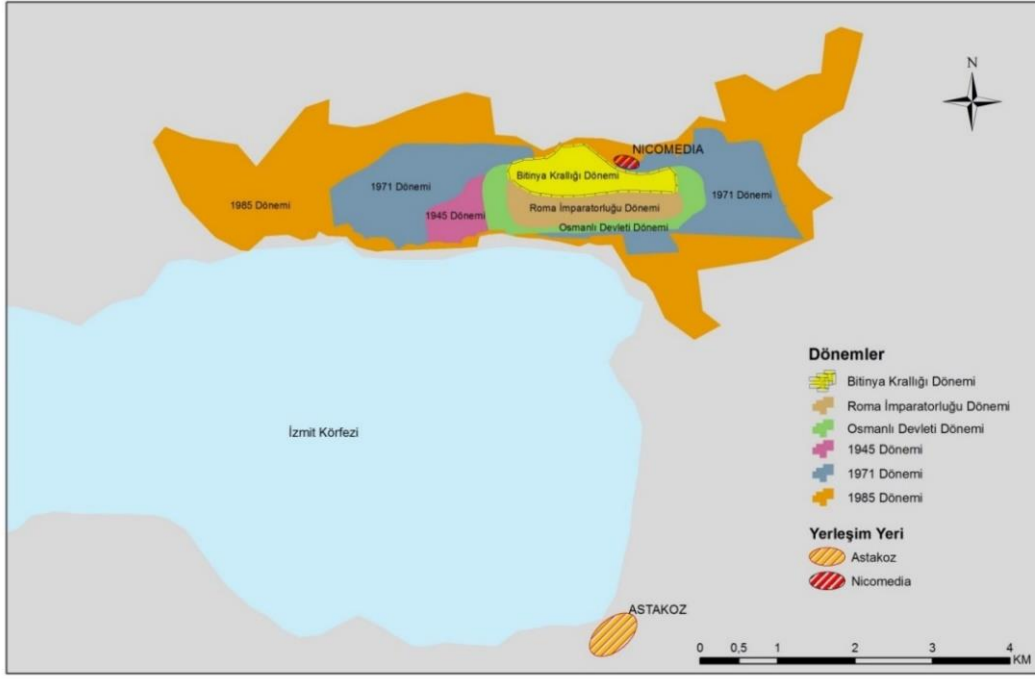 N
NICOMEDIA
Bitinya Krallığı Dönemi
1971 Dönemi
1971 Dönemi
1985 Dönemi
Roma İmparatorluğu Dönemi
1945 Dönemi
Osmanlı Devleti Dönemi
İzmit Körfezi
ASTAKOZ
Dönemler
Bitinya Krallığı Dönemi
Roma İmparatorluğu Dönemi
Osmanlı Devleti Dönemi
1945 Dönemi
1971 Dönemi
1985 Dönemi
Yerleşim Yeri
Astakoz
Nicomedia
0 0,5 1 2 3 4
KM